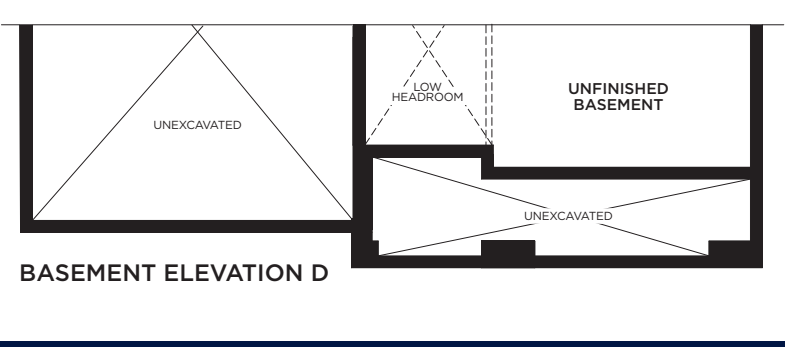 LOW
HEADROOM
UNFINISHED
BASEMENT
UNEXCAVATED
UNEXCAVATED
BASEMENT ELEVATION D